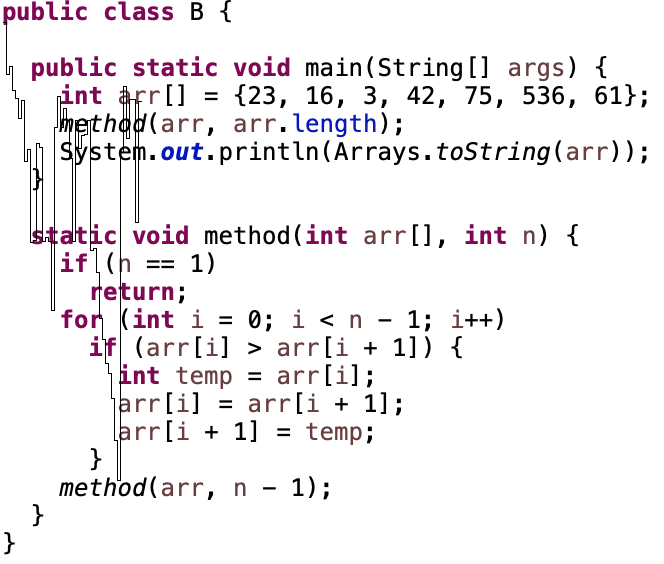 public class B {
public static void main(String[] args) {
int arr[] = {23, 16, 3, 42, 75, 536, 61};
method(arr, arr.length);
System.out.println(Arrays.toString(arr));
}
static void method(int arr[], int n) {
if (n == 1)
return;
for (int i = 0; i < n - 1; i++)
if (arr[i] > arr[i + 1]) {
int temp = arr[i];
arr[i] = arr[i + 1];
arr[i + 1] = temp;
}
method(arr, n - 1);
}
}